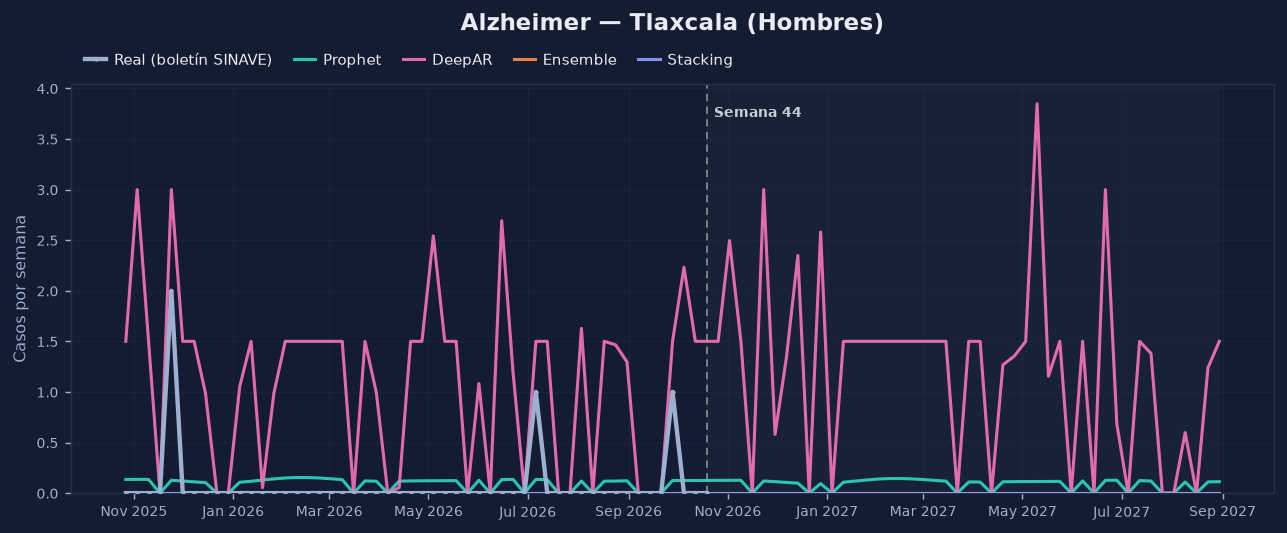 Alzheimer — Tlaxcala (Hombres)
Real (boletín SINAVE) Prophet DeepAR Ensemble Stacking
Semana 44
Casos por semana
4.0
3.5
3.0
2.5
2.0
1.5
1.0
0.5
0.0
Nov 2025 Jan 2026 Mar 2026 May 2026 Jul 2026 Sep 2026 Nov 2026 Jan 2027 Mar 2027 May 2027 Jul 2027 Sep 2027